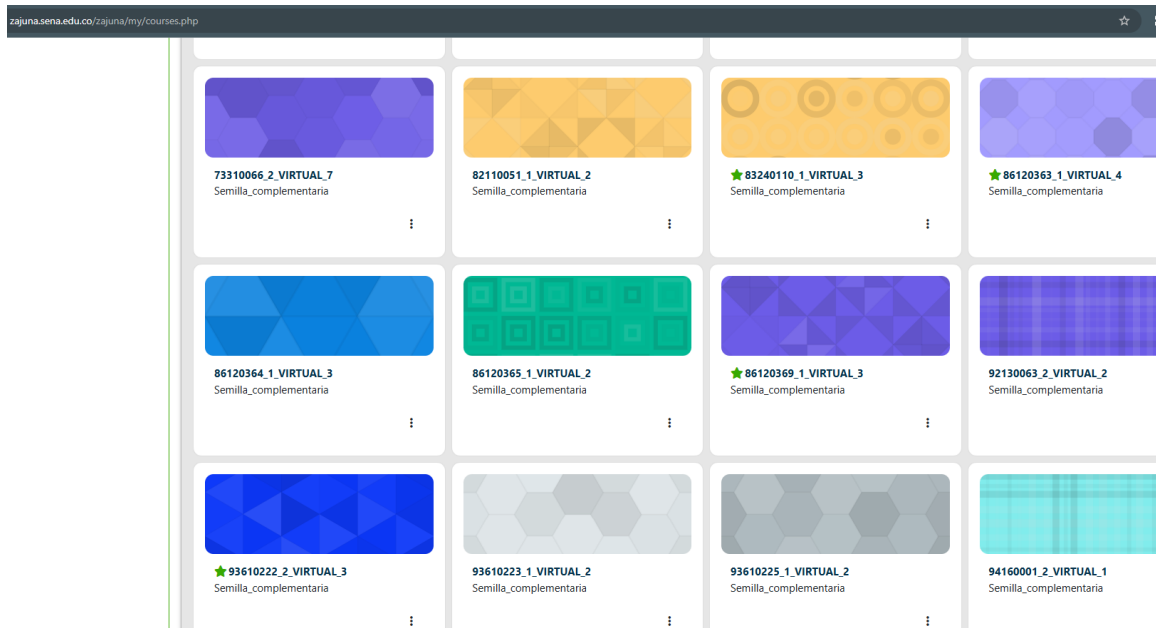 zajuna.sena.edu.co/zajuna/my/courses.php
73310066_2_VIRTUAL_7
Semilla_complementaria
82110051_1_VIRTUAL_2
Semilla_complementaria
83240110_1_VIRTUAL_3
Semilla_complementaria
86120363_1_VIRTUAL_4
Semilla_complementaria
86120364_1_VIRTUAL_3
Semilla_complementaria
86120365_1_VIRTUAL_2
Semilla_complementaria
86120369_1_VIRTUAL_3
Semilla_complementaria
92130063_2_VIRTUAL_2
Semilla_complementaria
93610222_2_VIRTUAL_3
Semilla_complementaria
93610223_1_VIRTUAL_2
Semilla_complementaria
93610225_1_VIRTUAL_2
Semilla_complementaria
94160001_2_VIRTUAL_1
Semilla_complementaria